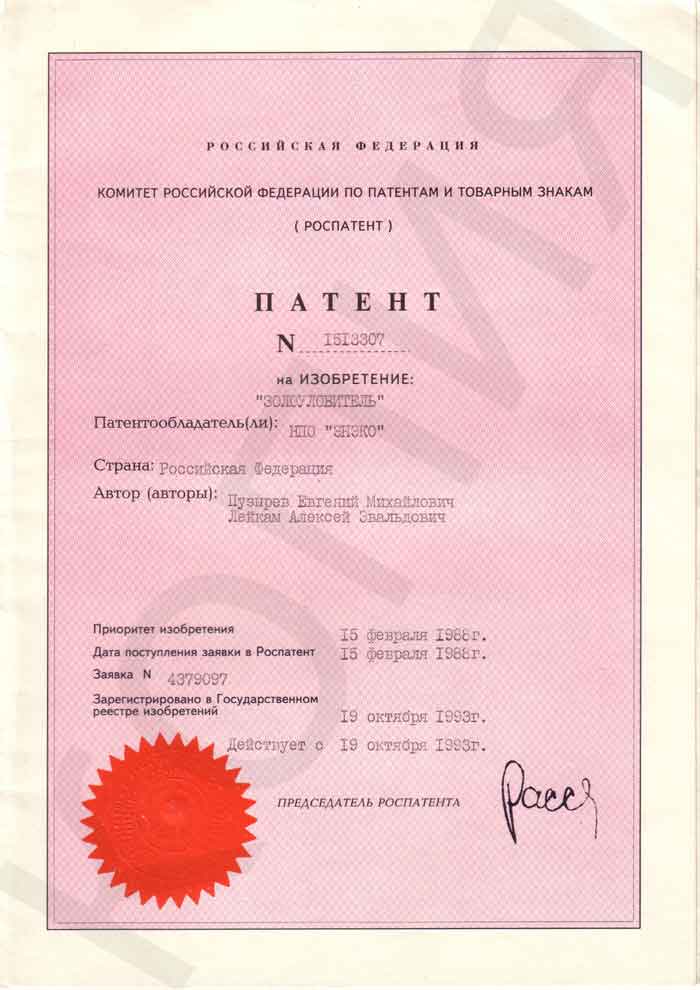 РОССИЙСКАЯ ФЕДЕРАЦИЯ
КОМИТЕТ РОССИЙСКОЙ ФЕДЕРАЦИИ ПО ПАТЕНТАМ И ТОВАРНЫМ ЗНАКАМ
( РОСПАТЕНТ )
ПАТЕНТ
N 1513307
на ИЗОБРЕТЕНИЕ:
"ЗОЛОУЛОВИТЕЛЬ"
Патентообладатель(ли): НПО "ЭНЭКО"
Страна: Российская Федерация
Автор (авторы): Пузырев Евгений Михайлович
Лейкам Алексей Эвальдович
Приоритет изобретения 15 февраля 1988г.
Дата поступления заявки в Роспатент 15 февраля 1988г.
Заявка N 4379097
Зарегистрировано в Государственном
реестре изобретений 19 октября 1993г.
Действует с 19 октября 1993г.
ПРЕДСЕДАТЕЛЬ РОСПАТЕНТА
КОПИЯ